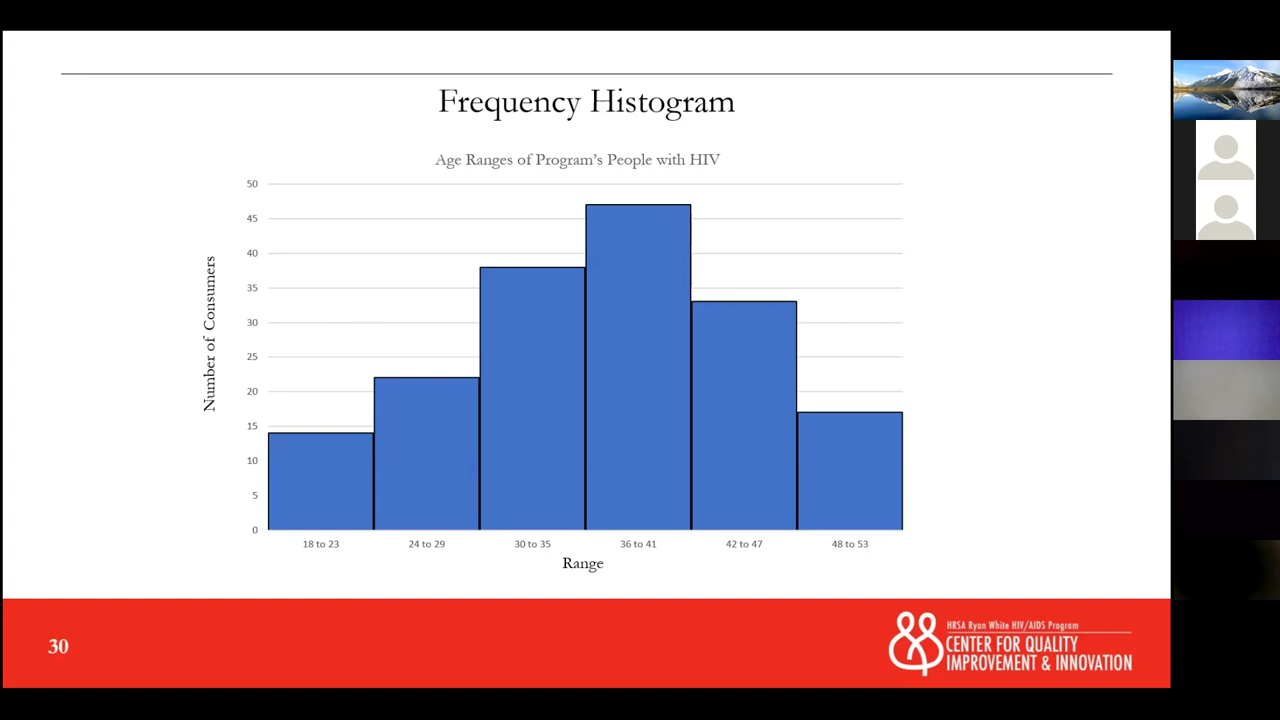 Frequency Histogram
Age Ranges of Program's People with HIV
Number of Consumers
50
45
40
35
30
25
20
15
10
5
0
18 to 23
24 to 29
30 to 35
36 to 41
42 to 47
48 to 53
Range
30
HRSA Ryan White HIV/AIDS Program
CENTER FOR QUALITY
IMPROVEMENT & INNOVATION